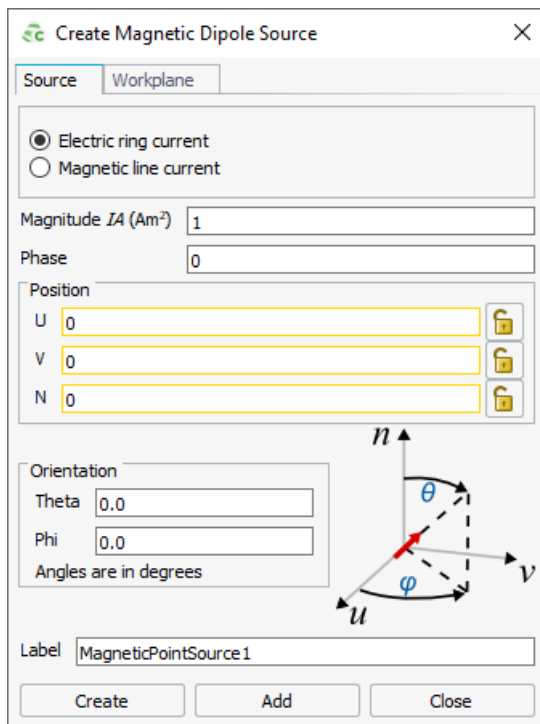 Create Magnetic Dipole Source
Source Workplane
Electric ring current
Magnetic line current
Magnitude IA (Am²) 1
Phase 0
Position
U 0
V 0
N 0
Orientation
Theta 0.0
Phi 0.0
Angles are in degrees
n
θ
v
φ
u
Label MagneticPointSource1
Create Add Close